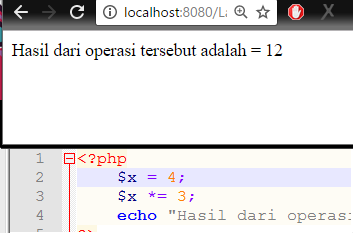 localhost:8080/La
Hasil dari operasi tersebut adalah = 12
1 <?php
2 $x = 4;
3 $x *= 3;
4 echo "Hasil dari operasi